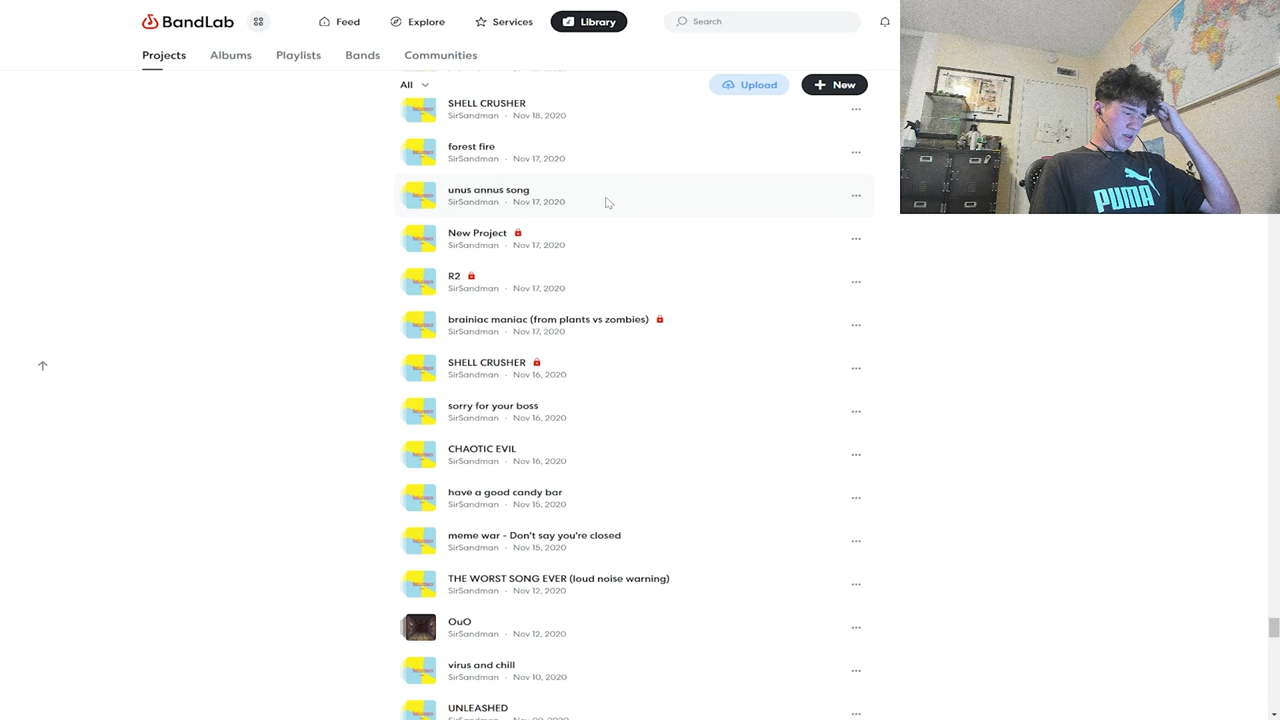 BandLab
Feed
Explore
Services
Library
Search
Projects
Albums
Playlists
Bands
Communities
All
Upload
New
SHELL CRUSHER
SirSandman · Nov 18, 2020
forest fire
SirSandman · Nov 17, 2020
unus annus song
SirSandman · Nov 17, 2020
New Project
SirSandman · Nov 17, 2020
R2
SirSandman · Nov 17, 2020
brainiac maniac (from plants vs zombies)
SirSandman · Nov 17, 2020
SHELL CRUSHER
SirSandman · Nov 16, 2020
sorry for your boss
SirSandman · Nov 16, 2020
CHAOTIC EVIL
SirSandman · Nov 16, 2020
have a good candy bar
SirSandman · Nov 15, 2020
meme war - Don't say you're closed
SirSandman · Nov 15, 2020
THE WORST SONG EVER (loud noise warning)
SirSandman · Nov 12, 2020
OuO
SirSandman · Nov 12, 2020
virus and chill
SirSandman · Nov 10, 2020
UNLEASHED
PUMA